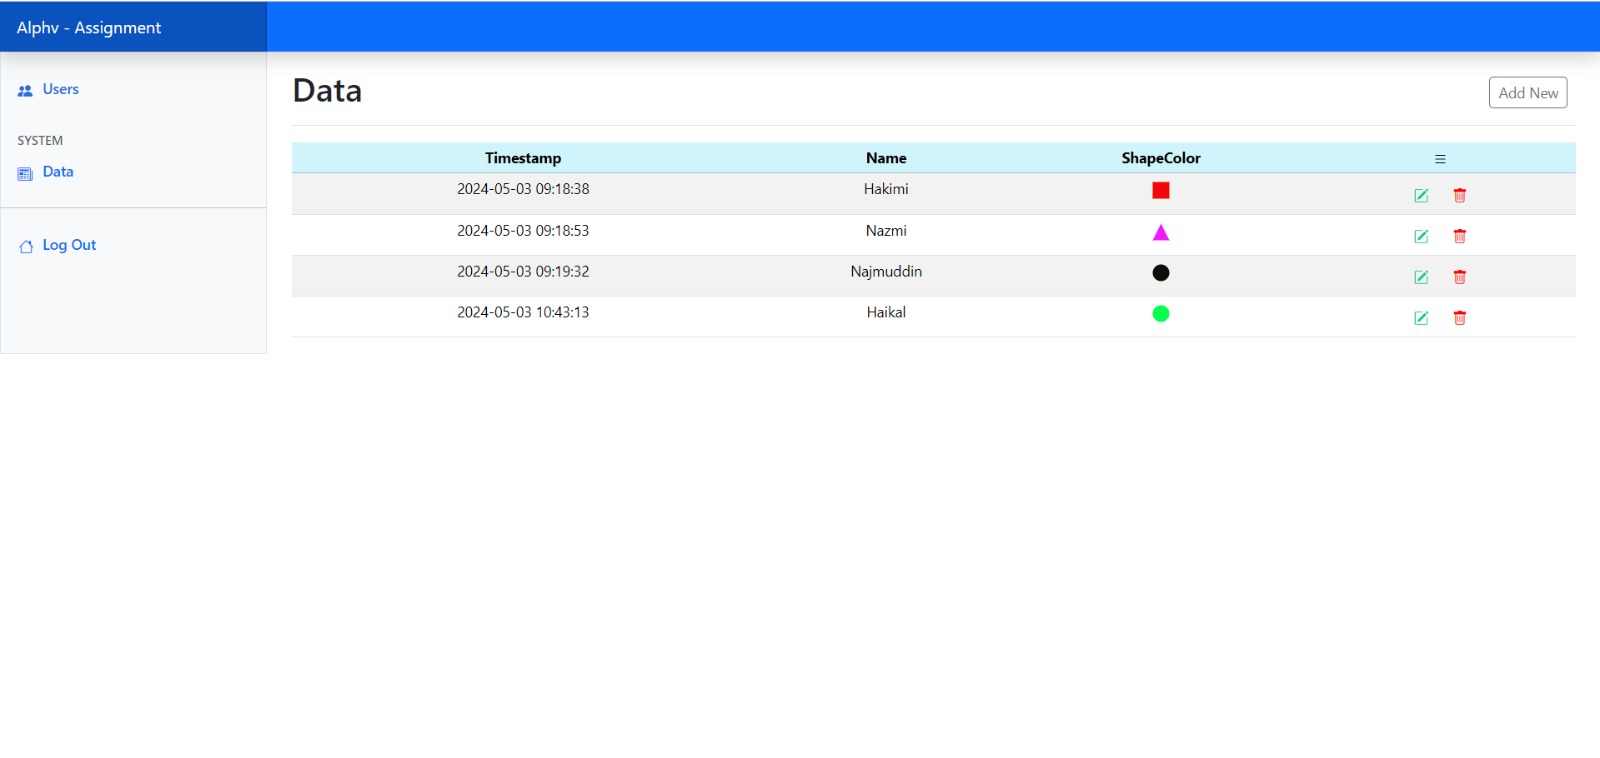 Alphv - Assignment
Users
SYSTEM
Data
Log Out
Data
Add New
Timestamp Name ShapeColor
2024-05-03 09:18:38 Hakimi
2024-05-03 09:18:53 Nazmi
2024-05-03 09:19:32 Najmuddin
2024-05-03 10:43:13 Haikal